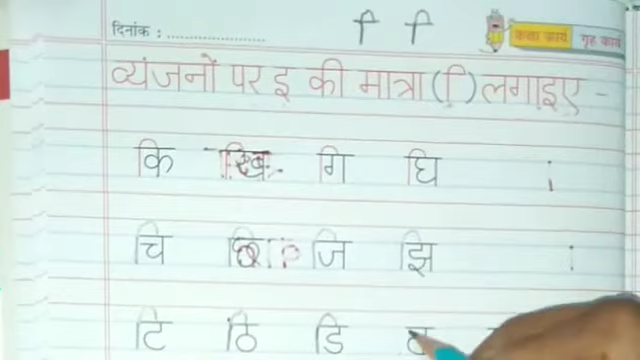 दिनांक : ........................ ि ि कक्षा कार्य गृह कार्य
व्यंजनों पर इ की मात्रा (ि) लगाइए -
कि खि गि घि
चि छि जि झि
टि ठि डि